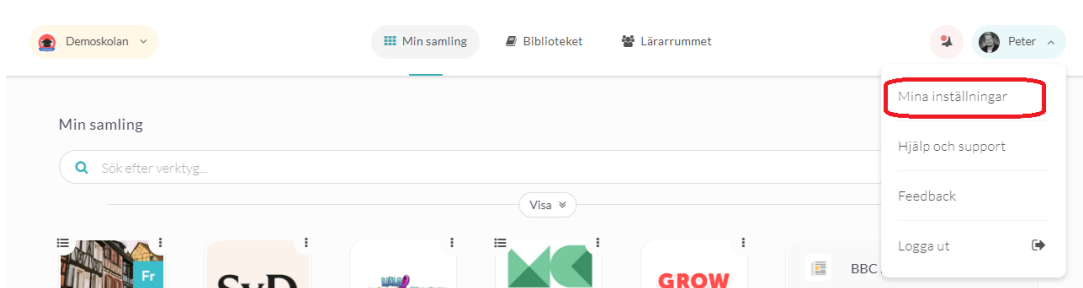 Demoskolan
Min samling
Biblioteket
Lärarrummet
Peter
Mina inställningar
Hjälp och support
Feedback
Logga ut
Min samling
Sök efter verktyg...
Visa
Fr
SvD
GROW
BBC